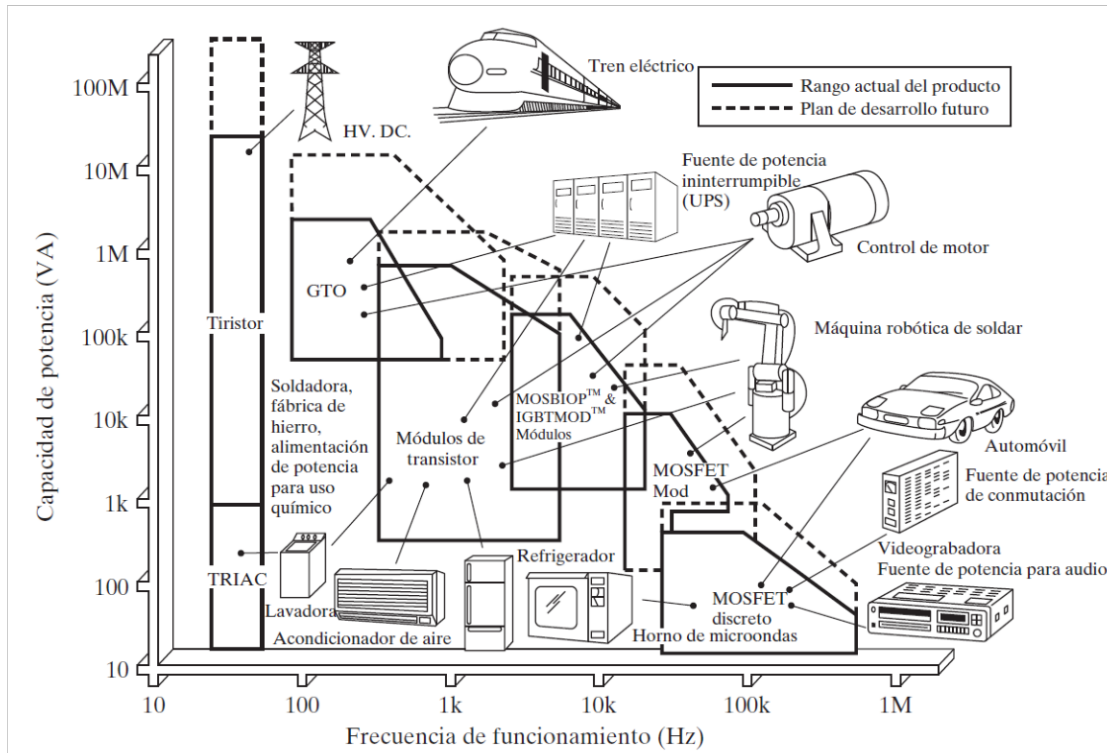 100M
10M
1M
100k
10k
1k
100
10
Capacidad de potencia (VA)
HV. DC.
Tren eléctrico
Rango actual del producto
Plan de desarrollo futuro
Fuente de potencia
ininterrumpible
(UPS)
Control de motor
GTO
Tiristor
Máquina robótica de soldar
Soldadora,
fábrica de
hierro,
alimentación
de potencia
para uso
químico
Módulos de
transistor
MOSBIOP™ &
IGBTMOD™
Módulos
MOSFET
Mod
Automóvil
Fuente de potencia
de conmutación
TRIAC
Lavadora
Acondicionador de aire
Refrigerador
Horno de microondas
MOSFET
discreto
Videograbadora
Fuente de potencia para audio
10
100
1k
10k
100k
1M
Frecuencia de funcionamiento (Hz)